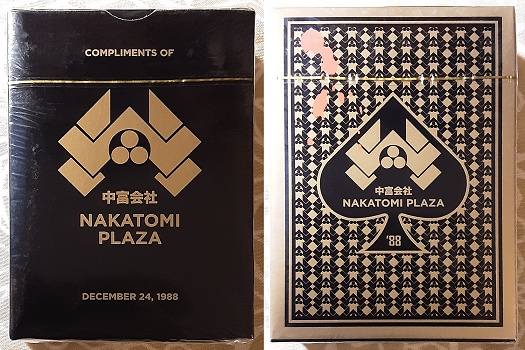 COMPLIMENTS OF
中富会社
NAKATOMI
PLAZA
DECEMBER 24, 1988
中富会社
NAKATOMI PLAZA
'88